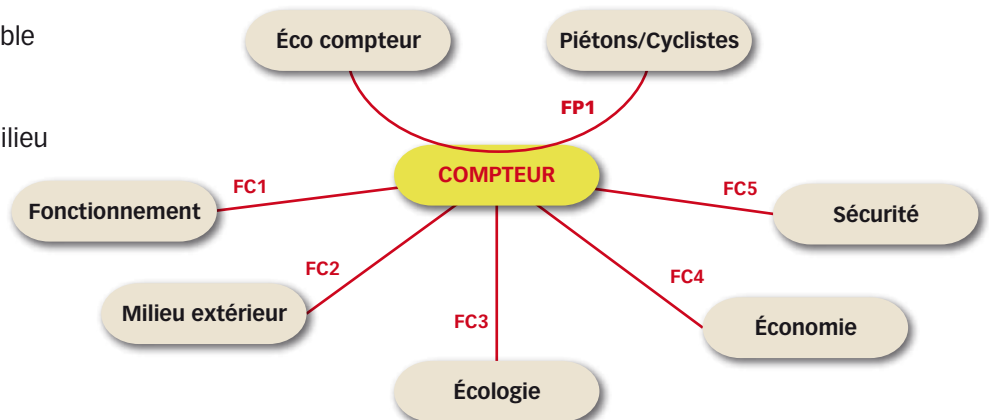 ble
Éco compteur
Piétons/Cyclistes
FP1
ilieu
COMPTEUR
FC1
FC5
Fonctionnement
Sécurité
FC2
FC4
Milieu extérieur
FC3
Économie
Écologie